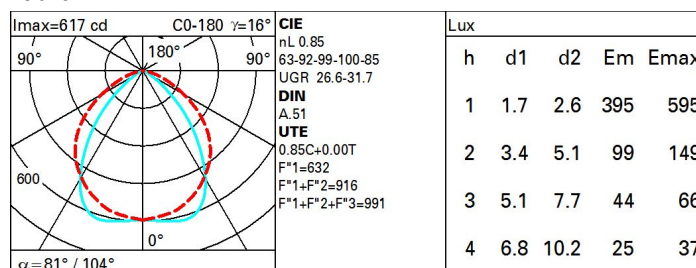 Imax=617 cd C0-180 γ=16°
90° 180° 90°
600
0°
α=81° / 104°
CIE
nL 0.85
63-92-99-100-85
UGR 26.6-31.7
DIN
A.51
UTE
0.85C+0.00T
F"1=632
F"1+F"2=916
F"1+F"2+F"3=991
Lux
h d1 d2 Em Emax
1 1.7 2.6 395 595
2 3.4 5.1 99 149
3 5.1 7.7 44 66
4 6.8 10.2 25 37